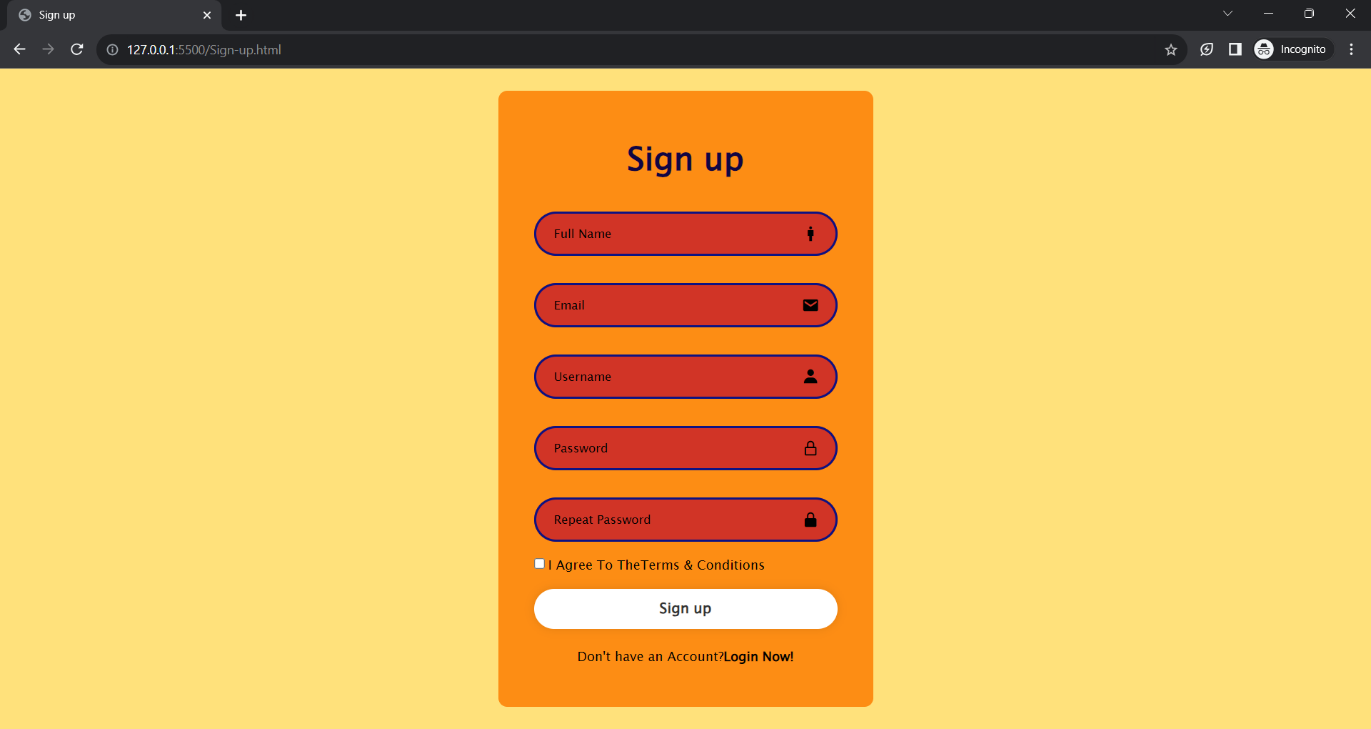 Sign up
127.0.0.1:5500/Sign-up.html
Incognito
Sign up
Full Name
Email
Username
Password
Repeat Password
I Agree To TheTerms & Conditions
Sign up
Don't have an Account?Login Now!